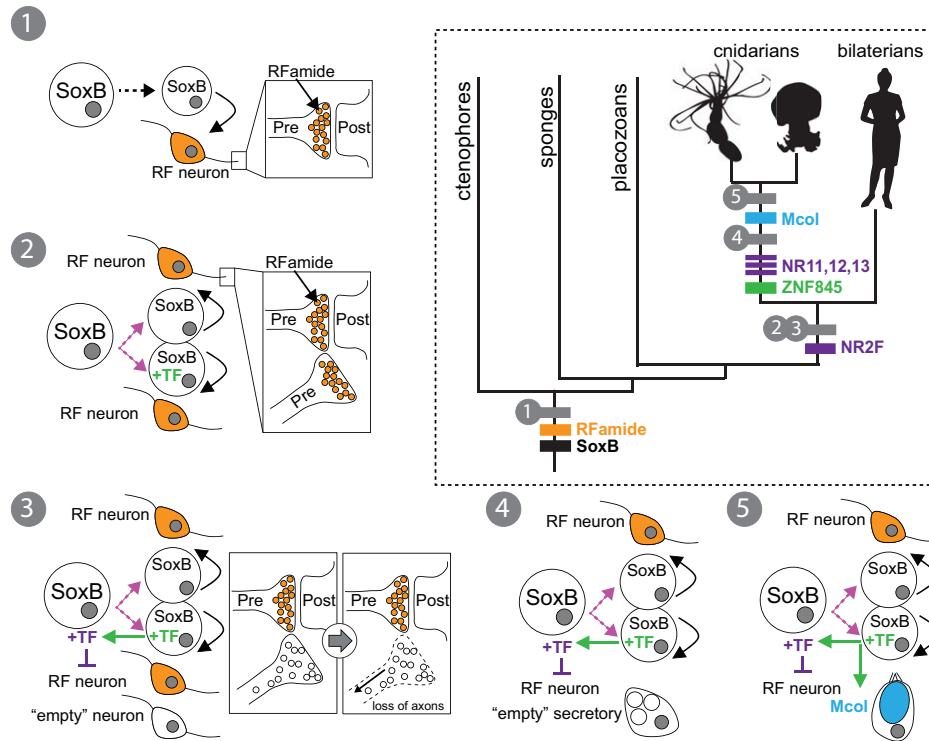 1
SoxB
SoxB
RF neuron
RFamide
Pre
Post
2
RF neuron
SoxB
SoxB
SoxB
+TF
RF neuron
RFamide
Pre
Post
Pre
ctenophores
sponges
placozoans
cnidarians
bilaterians
5
Mcol
4
NR11,12,13
ZNF845
2
3
NR2F
1
RFamide
SoxB
3
RF neuron
SoxB
SoxB
SoxB
+TF
+TF
RF neuron
“empty” neuron
Pre
Post
Pre
Post
loss of axons
4
RF neuron
SoxB
SoxB
SoxB
+TF
+TF
RF neuron
“empty” secretory
5
RF neuron
SoxB
SoxB
SoxB
+TF
+TF
RF neuron
Mcol